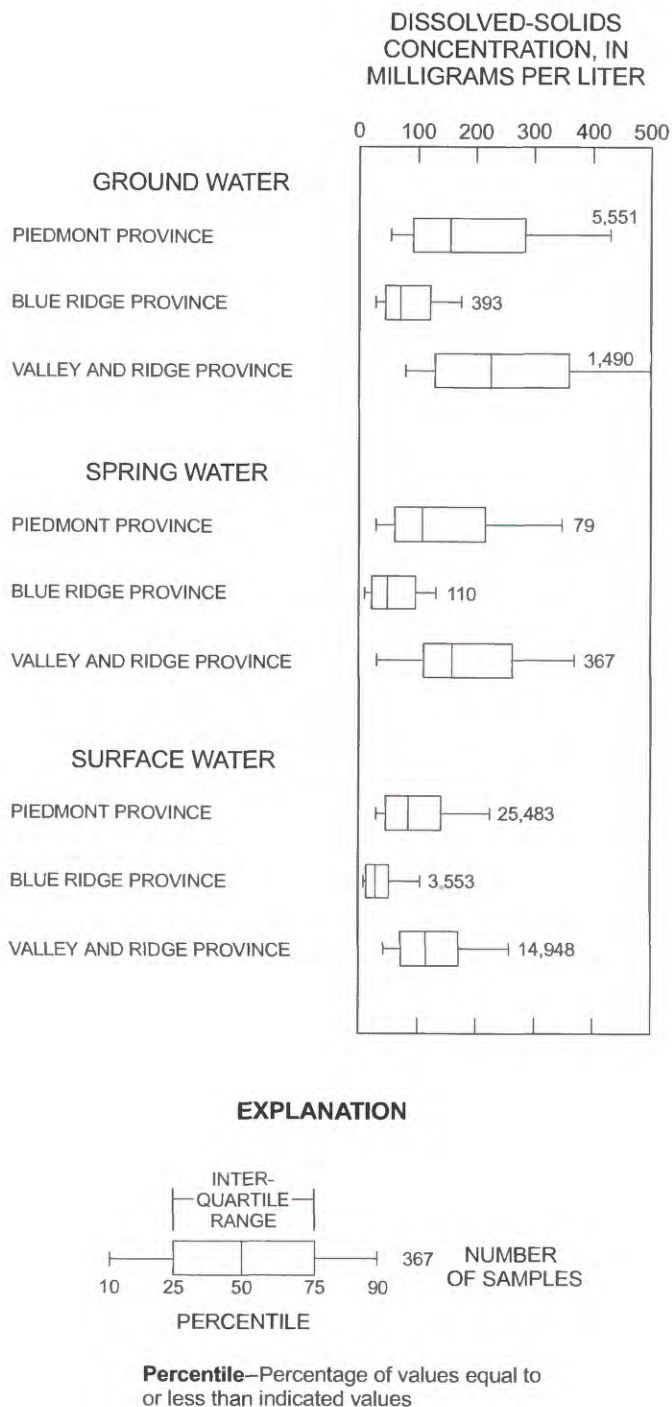 DISSOLVED-SOLIDS
CONCENTRATION, IN
MILLIGRAMS PER LITER
0 100 200 300 400 500
GROUND WATER
PIEDMONT PROVINCE 5,551
BLUE RIDGE PROVINCE 393
VALLEY AND RIDGE PROVINCE 1,490
SPRING WATER
PIEDMONT PROVINCE 79
BLUE RIDGE PROVINCE 110
VALLEY AND RIDGE PROVINCE 367
SURFACE WATER
PIEDMONT PROVINCE 25,483
BLUE RIDGE PROVINCE 3,553
VALLEY AND RIDGE PROVINCE 14,948
EXPLANATION
INTER-
QUARTILE
RANGE
367 NUMBER
OF SAMPLES
10 25 50 75 90
PERCENTILE
Percentile–Percentage of values equal to
or less than indicated values